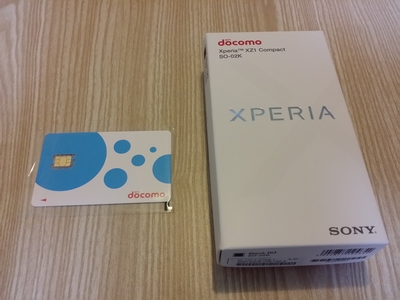 docomo
Xperia™ XZ1 Compact
SO-02K
XPERIA
SONY
docomo